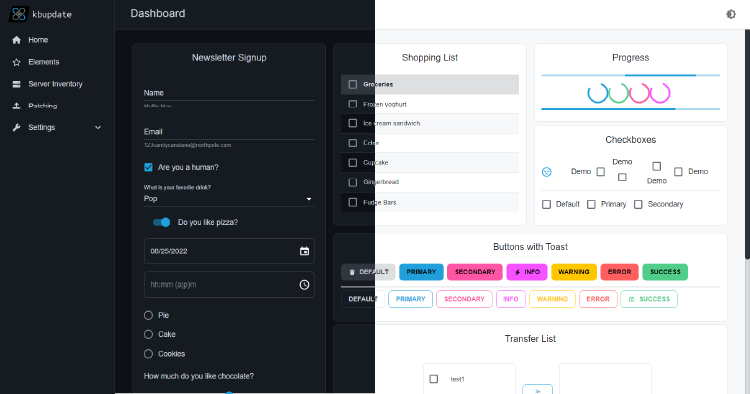 kbupdate
Dashboard
Home
Elements
Server Inventory
Patching
Settings
Newsletter Signup
Name
Email
123candycanelane@northpole.com
Are you a human?
What is your favorite drink?
Pop
Do you like pizza?
06/25/2022
hh:mm (a|p)m
Pie
Cake
Cookies
How much do you like chocolate?
Shopping List
Groceries
Frozen yoghurt
Ice cream sandwich
Eclair
Cupcake
Gingerbread
Fudge Bars
Progress
Checkboxes
Demo
Demo
Demo
Demo
Default
Primary
Secondary
Buttons with Toast
DEFAULT
PRIMARY
SECONDARY
INFO
WARNING
ERROR
SUCCESS
DEFAULT
PRIMARY
SECONDARY
INFO
WARNING
ERROR
SUCCESS
Transfer List
test1